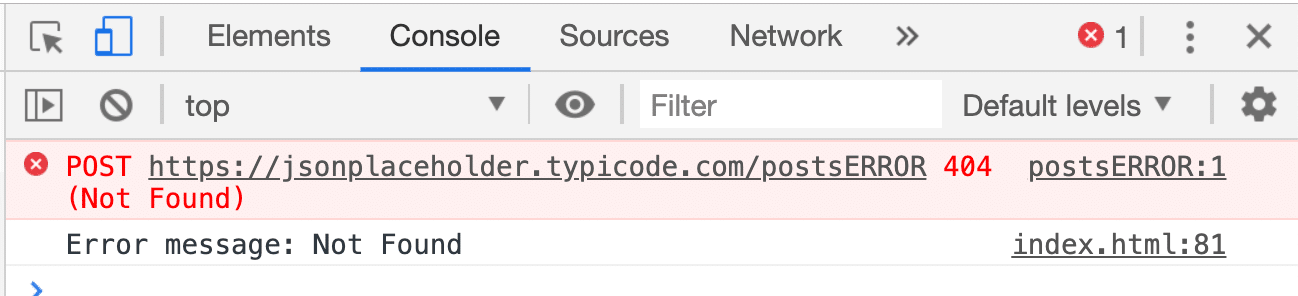 Elements Console Sources Network » 1
top Filter Default levels
POST https://jsonplaceholder.typicode.com/postsERROR 404 postsERROR:1
(Not Found)
Error message: Not Found index.html:81